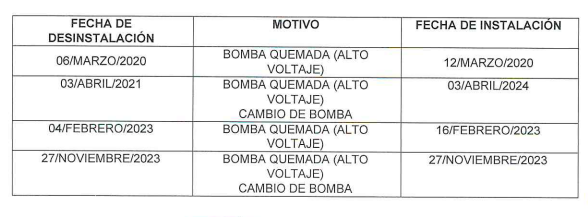 FECHA DE DESINSTALACIÓN MOTIVO FECHA DE INSTALACIÓN
06/MARZO/2020 BOMBA QUEMADA (ALTO VOLTAJE) 12/MARZO/2020
03/ABRIL/2021 BOMBA QUEMADA (ALTO VOLTAJE) CAMBIO DE BOMBA 03/ABRIL/2024
04/FEBRERO/2023 BOMBA QUEMADA (ALTO VOLTAJE) 16/FEBRERO/2023
27/NOVIEMBRE/2023 BOMBA QUEMADA (ALTO VOLTAJE) CAMBIO DE BOMBA 27/NOVIEMBRE/2023